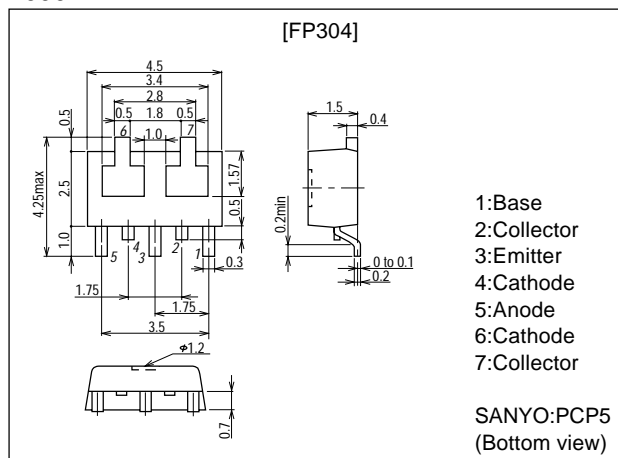 [FP304]
4.5
3.4
2.8
0.5 1.8 0.5
6 1.0 7
0.5
4.25max
2.5
1.0
1.57
0.5
5 4 3 2 1
0.3
1.75
1.75
3.5
1.5
0.4
0.2min
0 to 0.1
0.2
1:Base
2:Collector
3:Emitter
4:Cathode
5:Anode
6:Cathode
7:Collector
φ1.2
0.7
SANYO:PCP5
(Bottom view)